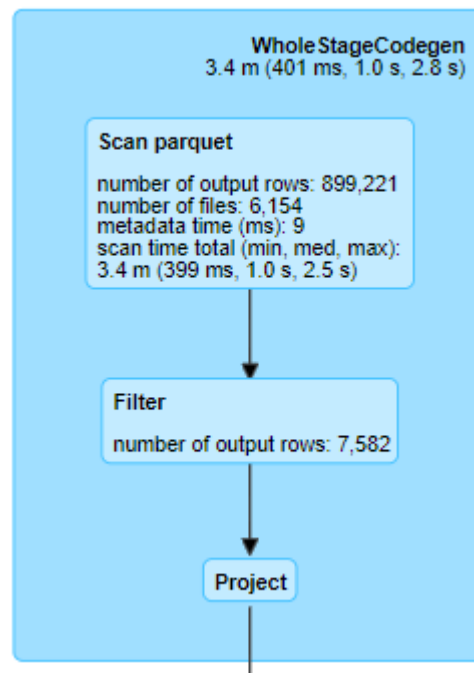 WholeStageCodegen
3.4 m (401 ms, 1.0 s, 2.8 s)
Scan parquet
number of output rows: 899,221
number of files: 6,154
metadata time (ms): 9
scan time total (min, med, max):
3.4 m (399 ms, 1.0 s, 2.5 s)
Filter
number of output rows: 7,582
Project